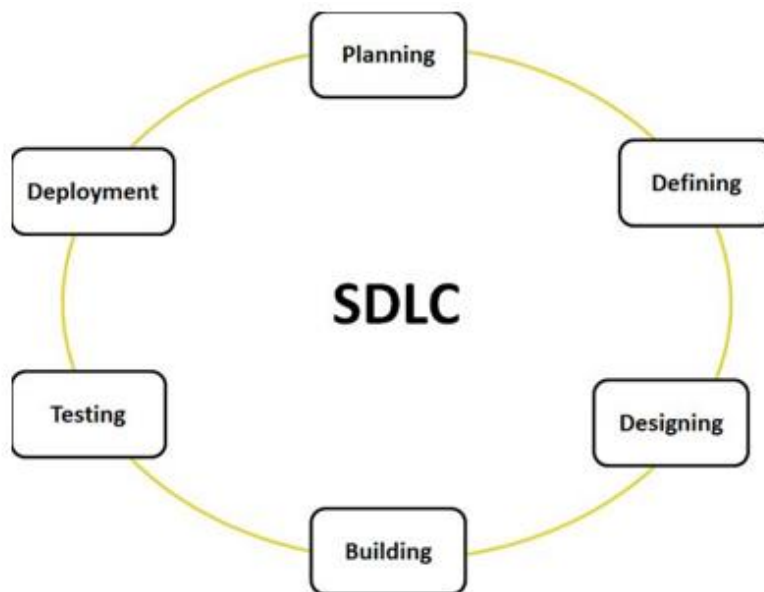 Planning
Defining
Designing
Building
Testing
Deployment
SDLC